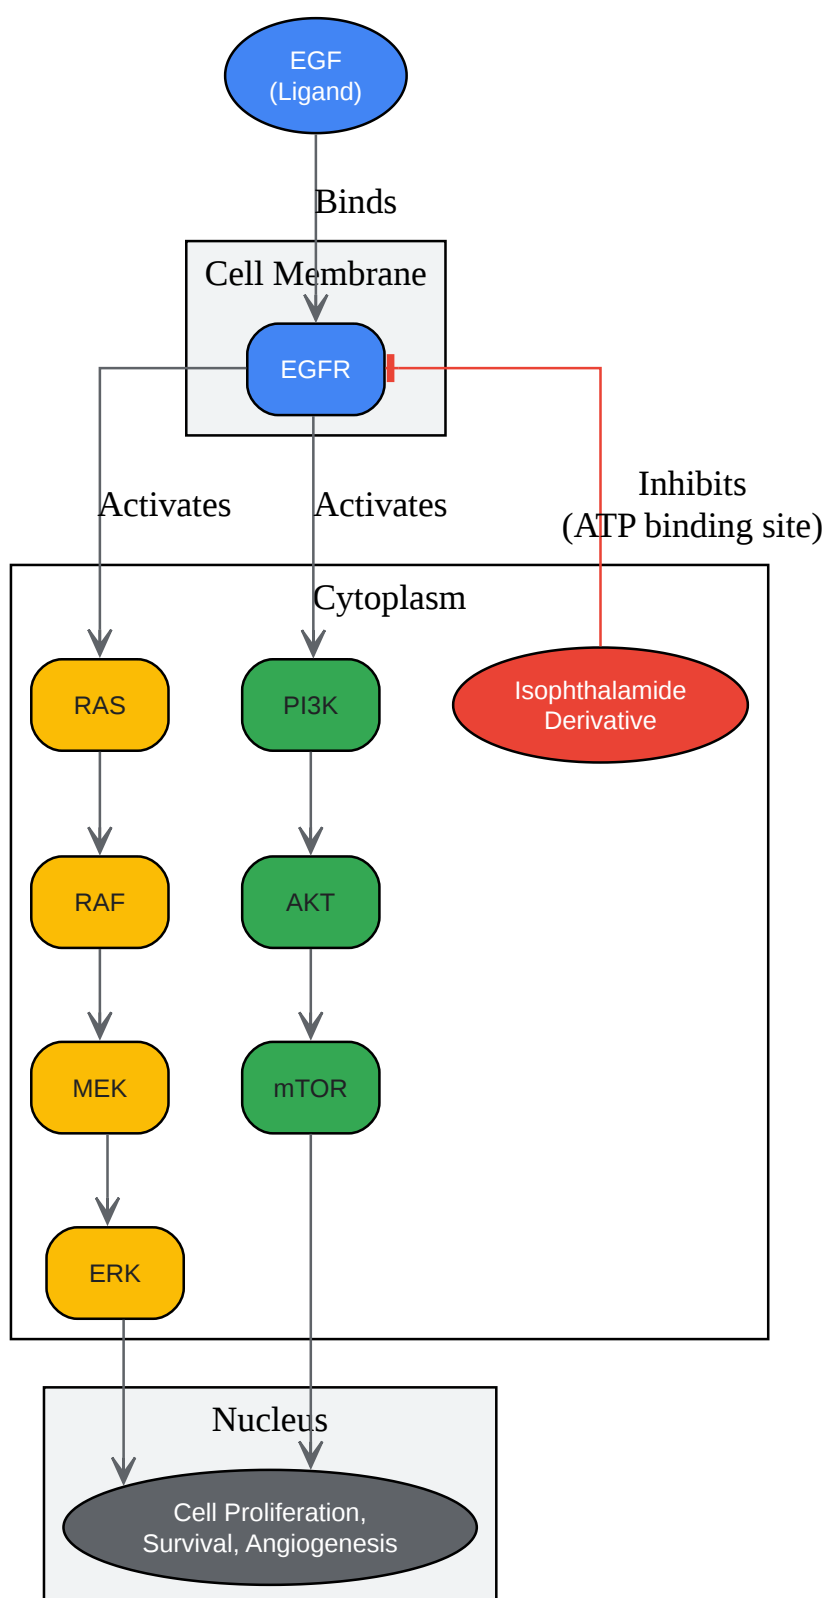 EGF
(Ligand)
Binds
Cell Membrane
EGFR
Activates
Activates
Inhibits
(ATP binding site)
Cytoplasm
RAS
PI3K
Isophthalamide
Derivative
RAF
AKT
MEK
mTOR
ERK
Nucleus
Cell Proliferation,
Survival, Angiogenesis